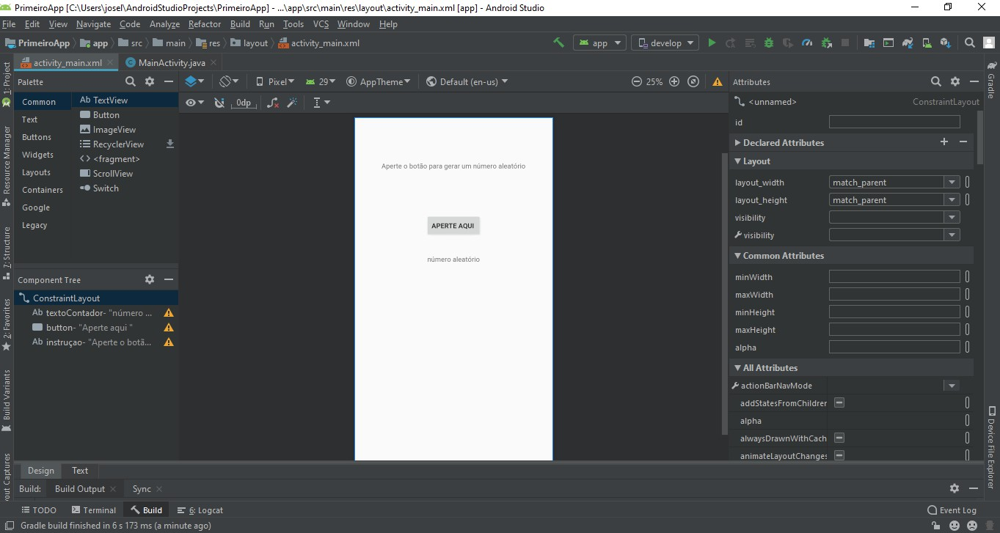 PrimeiroApp [C:\Users\josel\AndroidStudioProjects\PrimeiroApp] - ...\app\src\main\res\layout\activity_main.xml [app] - Android Studio
File Edit View Navigate Code Analyze Refactor Build Run Tools VCS Window Help
PrimeiroApp app src main res layout activity_main.xml app develop
activity_main.xml MainActivity.java
Palette Pixel 29 AppTheme Default (en-us) 25% Attributes
0dp
Common
Text
Buttons
Widgets
Layouts
Containers
Google
Legacy
Ab TextView
Button
ImageView
RecyclerView
<> <fragment>
ScrollView
Switch
Component Tree
ConstraintLayout
Ab textoContador- "número ...
button- "Aperte aqui "
Ab instruçao- "Aperte o botã...
Aperte o botão para gerar um número aleatório
APERTE AQUI
número aleatório
<unnamed> ConstraintLayout
id
Declared Attributes
Layout
layout_width match_parent
layout_height match_parent
visibility
visibility
Common Attributes
minWidth
maxWidth
minHeight
maxHeight
alpha
All Attributes
actionBarNavMode
addStatesFromChildren
alpha
alwaysDrawnWithCach
animateLayoutChanges
1: Project
Resource Manager
7: Structure
2: Favorites
Build Variants
out Captures
Gradle
Device File Explorer
Design Text
Build: Build Output Sync
TODO Terminal Build 6: Logcat Event Log
Gradle build finished in 6 s 173 ms (a minute ago)